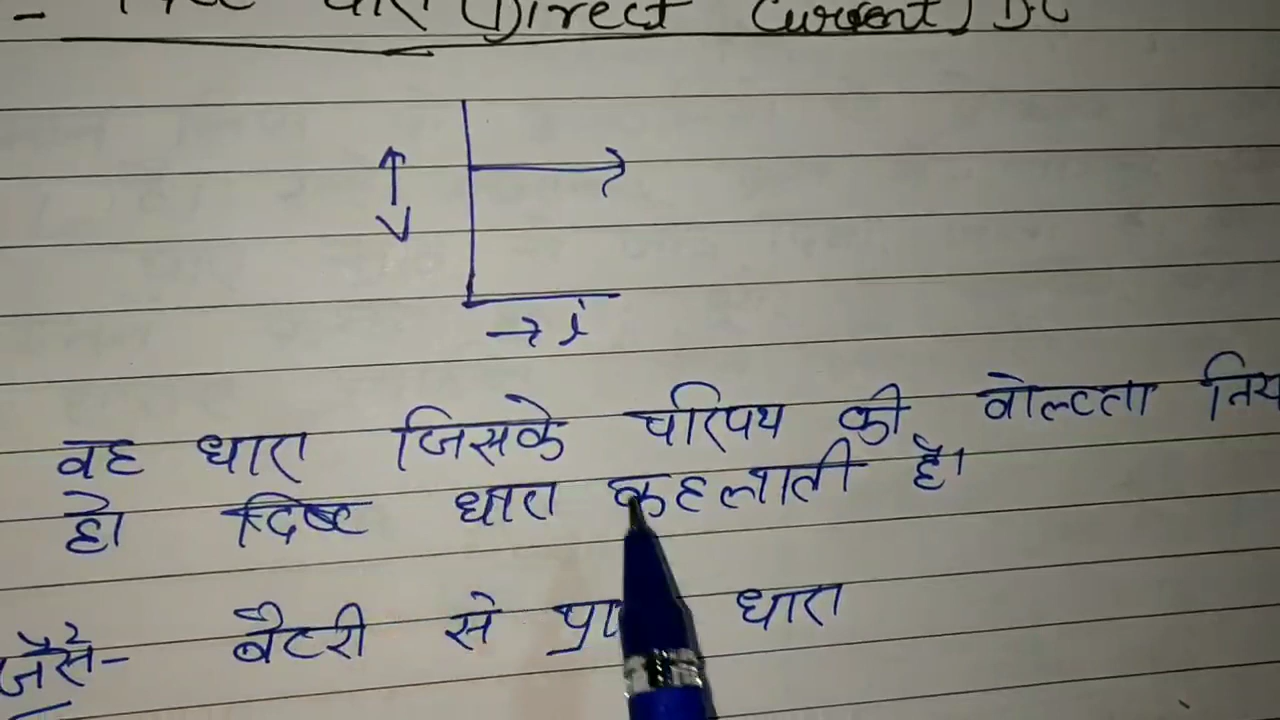 - धारा (Direct Current) DC
→ i
वह धारा जिसके परिपथ की वोल्टता
हो दिष्ट धारा कहलाती है।
जैसे- बैटरी से धारा